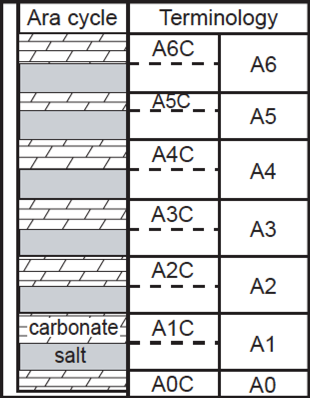 Ara cycle Terminology
A6C
A6
A5C
A5
A4C
A4
A3C
A3
A2C
A2
carbonate A1C
salt A1
A0C A0